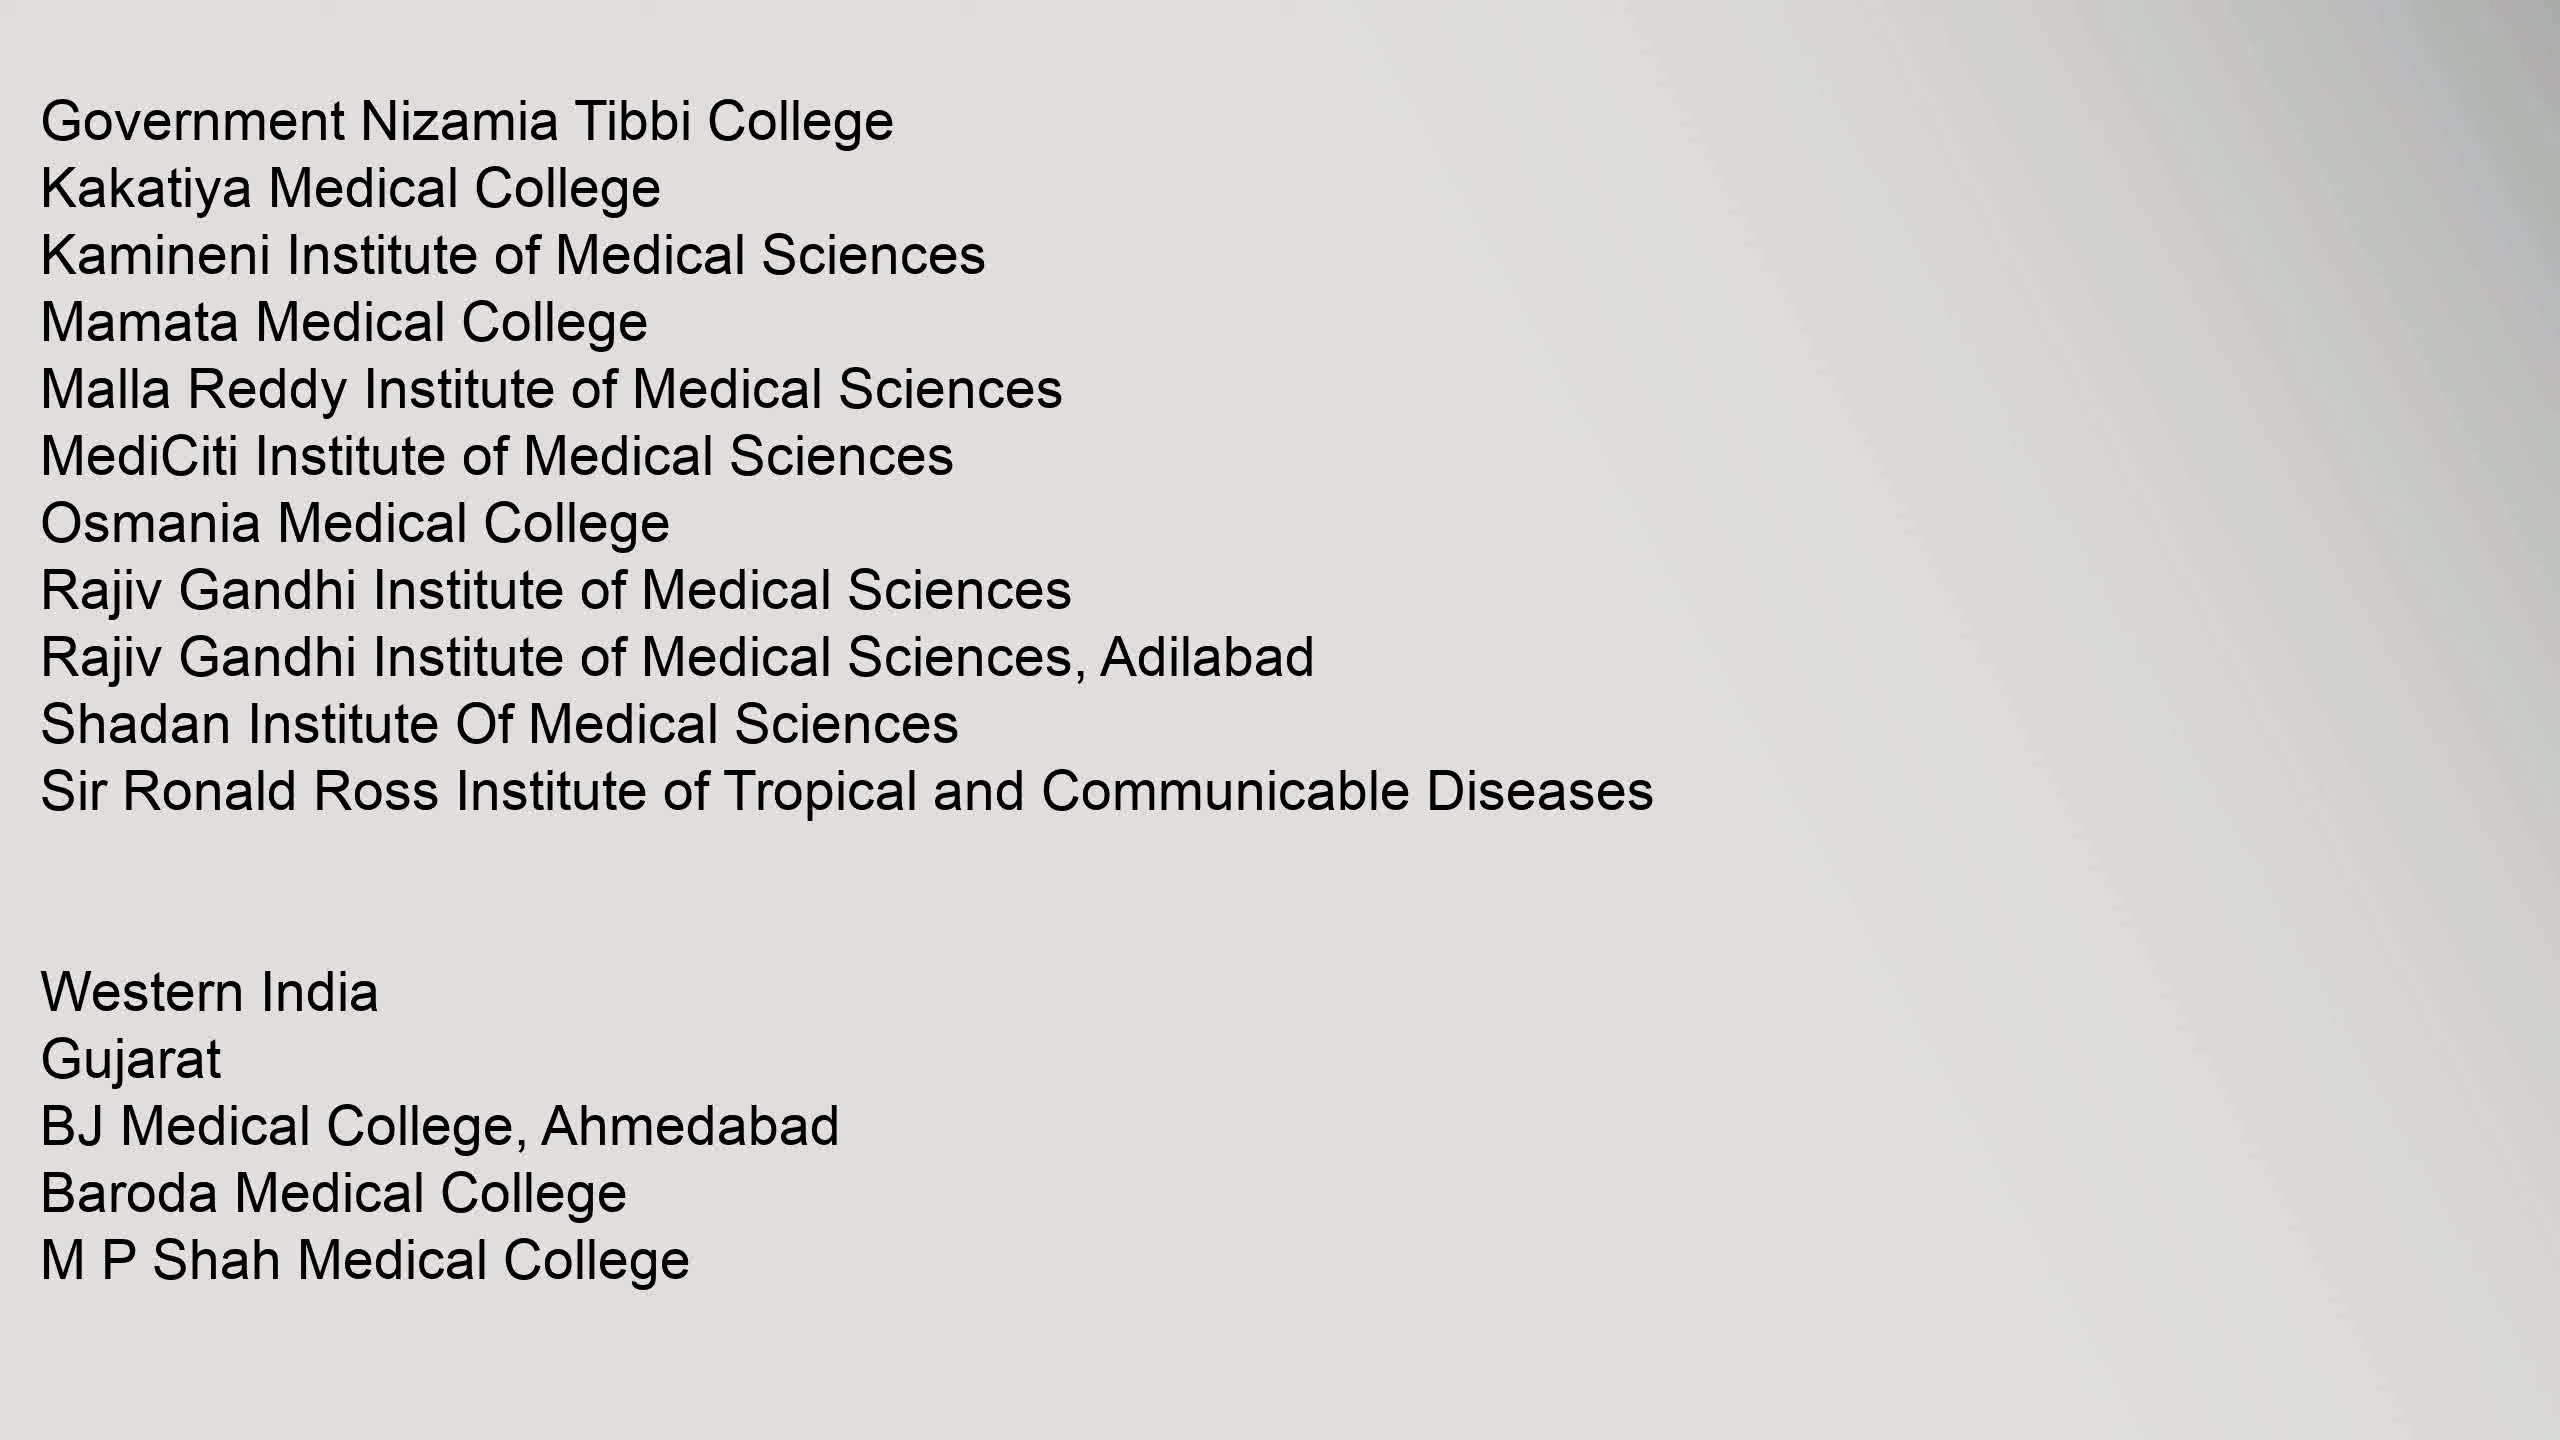 Government Nizamia Tibbi College
Kakatiya Medical College
Kamineni Institute of Medical Sciences
Mamata Medical College
Malla Reddy Institute of Medical Sciences
MediCiti Institute of Medical Sciences
Osmania Medical College
Rajiv Gandhi Institute of Medical Sciences
Rajiv Gandhi Institute of Medical Sciences, Adilabad
Shadan Institute Of Medical Sciences
Sir Ronald Ross Institute of Tropical and Communicable Diseases
Western India
Gujarat
BJ Medical College, Ahmedabad
Baroda Medical College
M P Shah Medical College